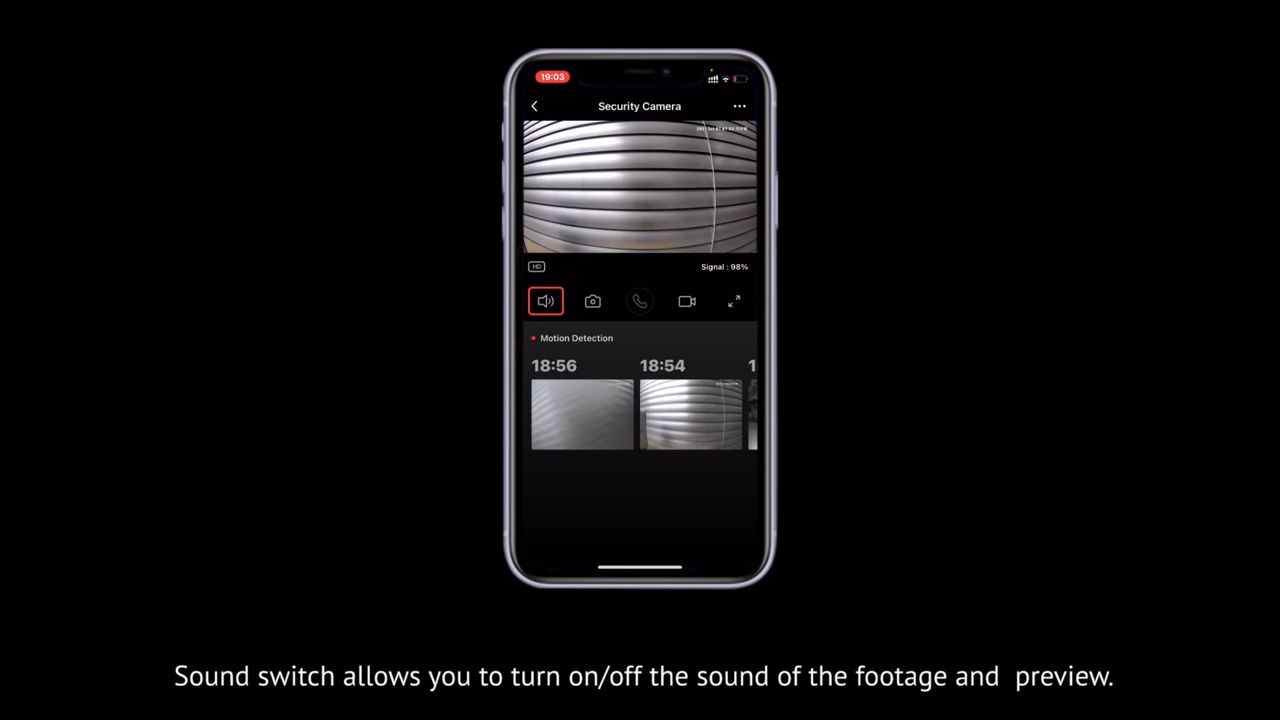 19:03
Security Camera
HD
Signal : 98%
Motion Detection
18:56
18:54
Sound switch allows you to turn on/off the sound of the footage and preview.